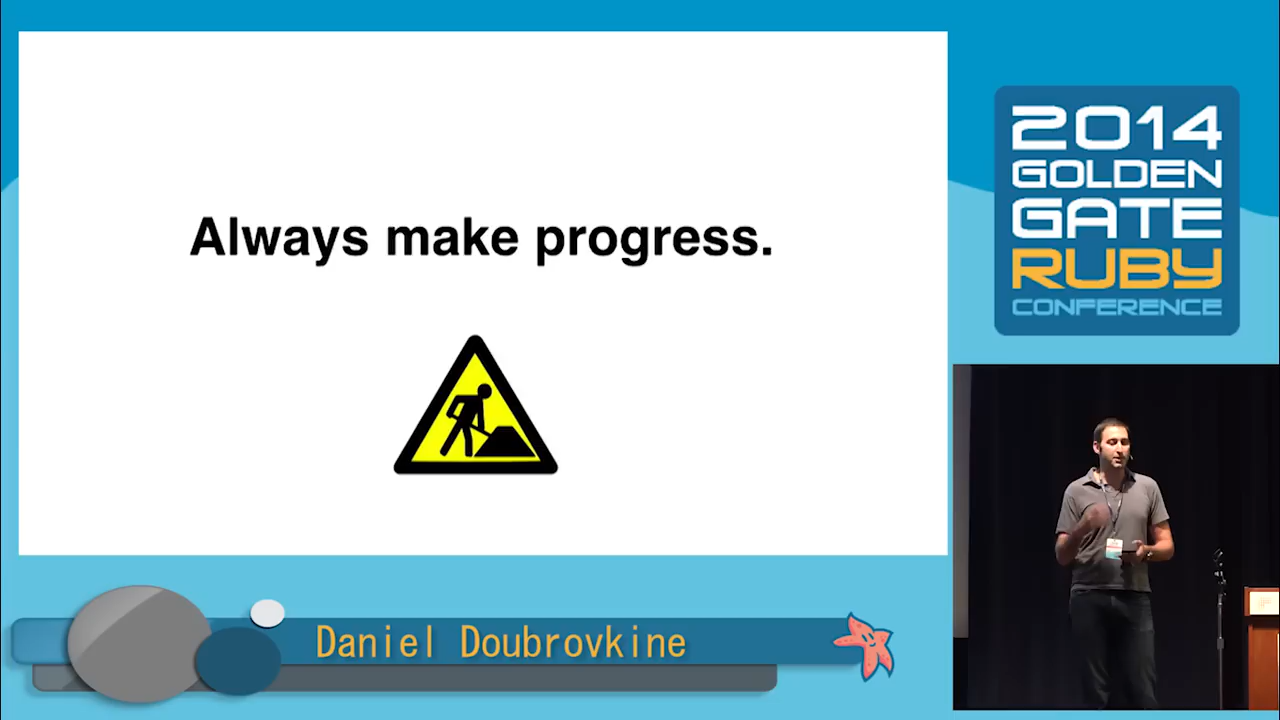 Always make progress.
2014
GOLDEN
GATE
RUBY
CONFERENCE
Daniel Doubrovkine